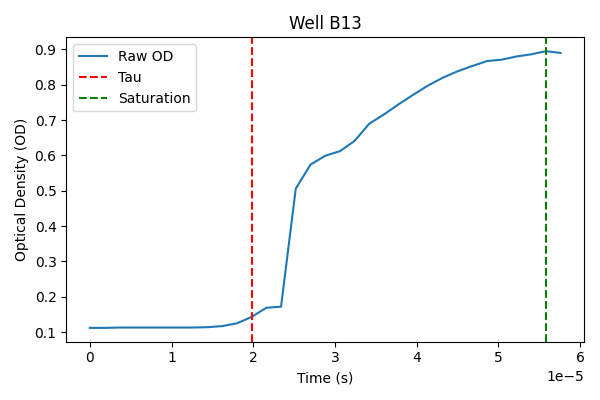 Well B13
Raw OD
Tau
Saturation
Optical Density (OD)
0.9
0.8
0.7
0.6
0.5
0.4
0.3
0.2
0.1
0 1 2 3 4 5 6
1e−5
Time (s)